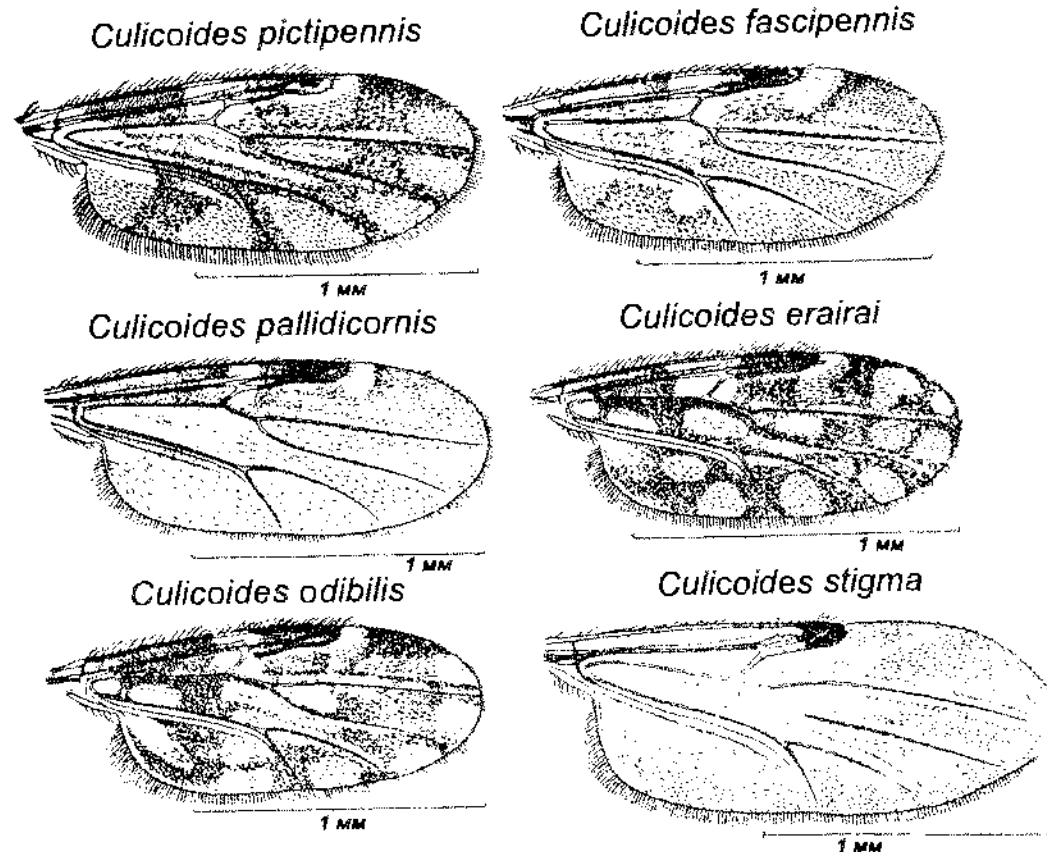 Culicoides pictipennis
Culicoides fascipennis
1 мм
1 мм
Culicoides pallidicornis
Culicoides erairai
1 мм
1 мм
Culicoides odibilis
Culicoides stigma
1 мм
1 мм